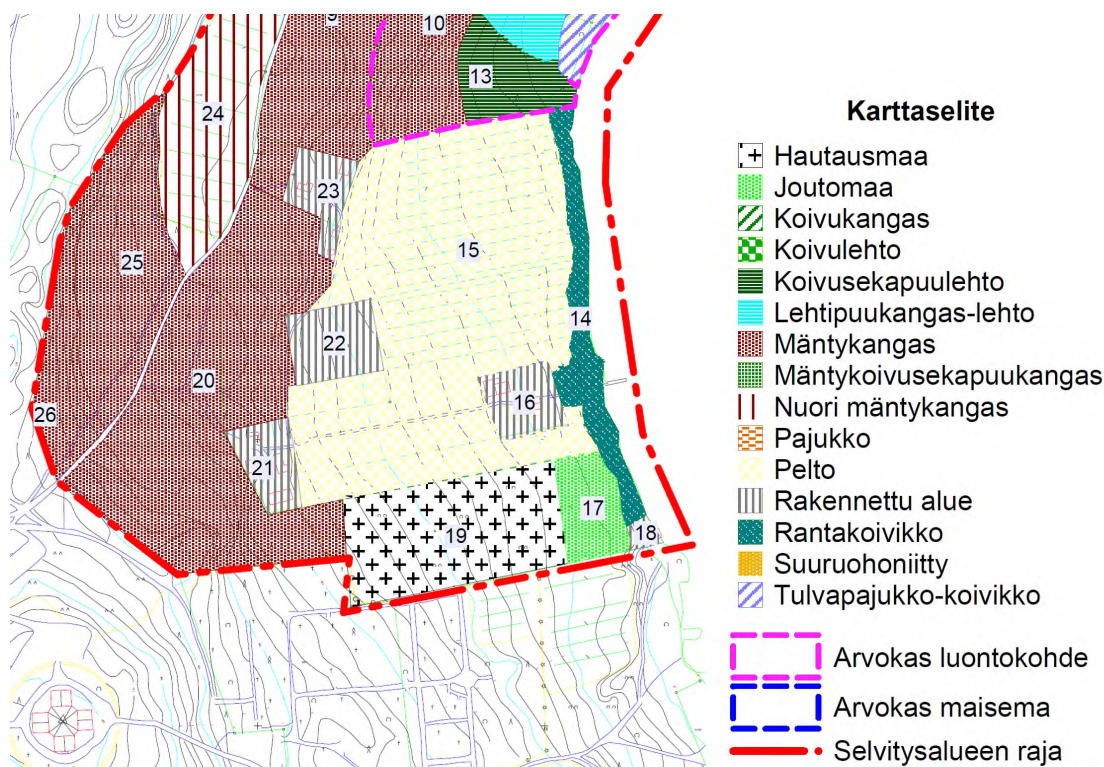 9
10
13
24
23
25
15
14
22
20
16
26
21
17
19
18
Karttaselite
Hautausmaa
Joutomaa
Koivukangas
Koivulehto
Koivusekapuulehto
Lehtipuukangas-lehto
Mäntykangas
Mäntykoivusekapuukangas
Nuori mäntykangas
Pajukko
Pelto
Rakennettu alue
Rantakoivikko
Suuruohoniitty
Tulvapajukko-koivikko
Arvokas luontokohde
Arvokas maisema
Selvitysalueen raja